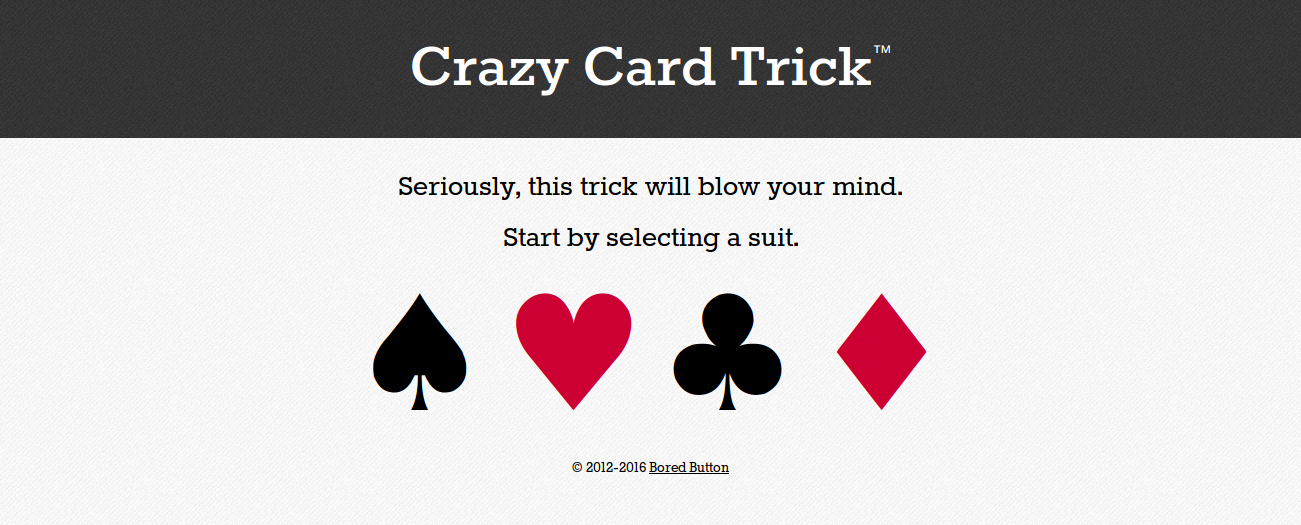 Crazy Card Trick™
Seriously, this trick will blow your mind.
Start by selecting a suit.
© 2012-2016 Bored Button